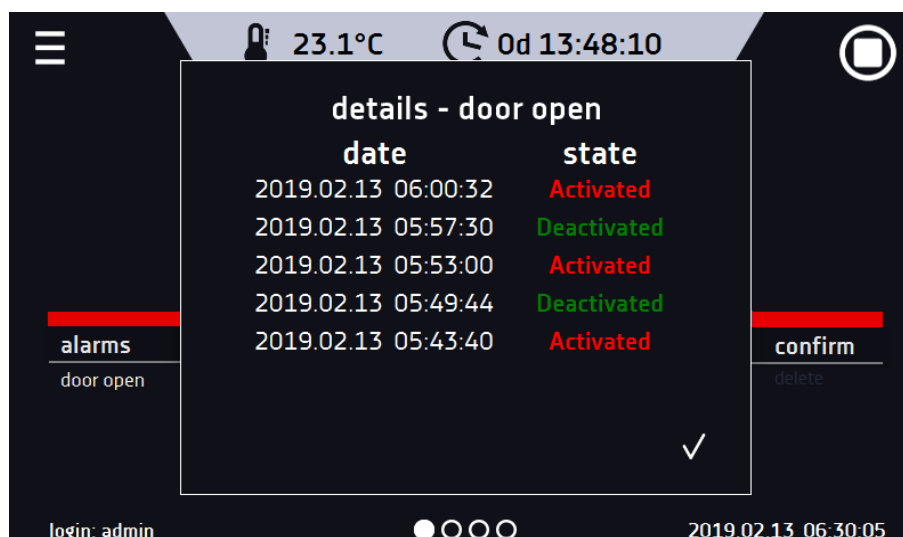 23.1°C 0d 13:48:10
details - door open
date state
2019.02.13 06:00:32 Activated
2019.02.13 05:57:30 Deactivated
2019.02.13 05:53:00 Activated
2019.02.13 05:49:44 Deactivated
2019.02.13 05:43:40 Activated
alarms confirm
door open delete
login: admin 2019.02.13 06:30:05